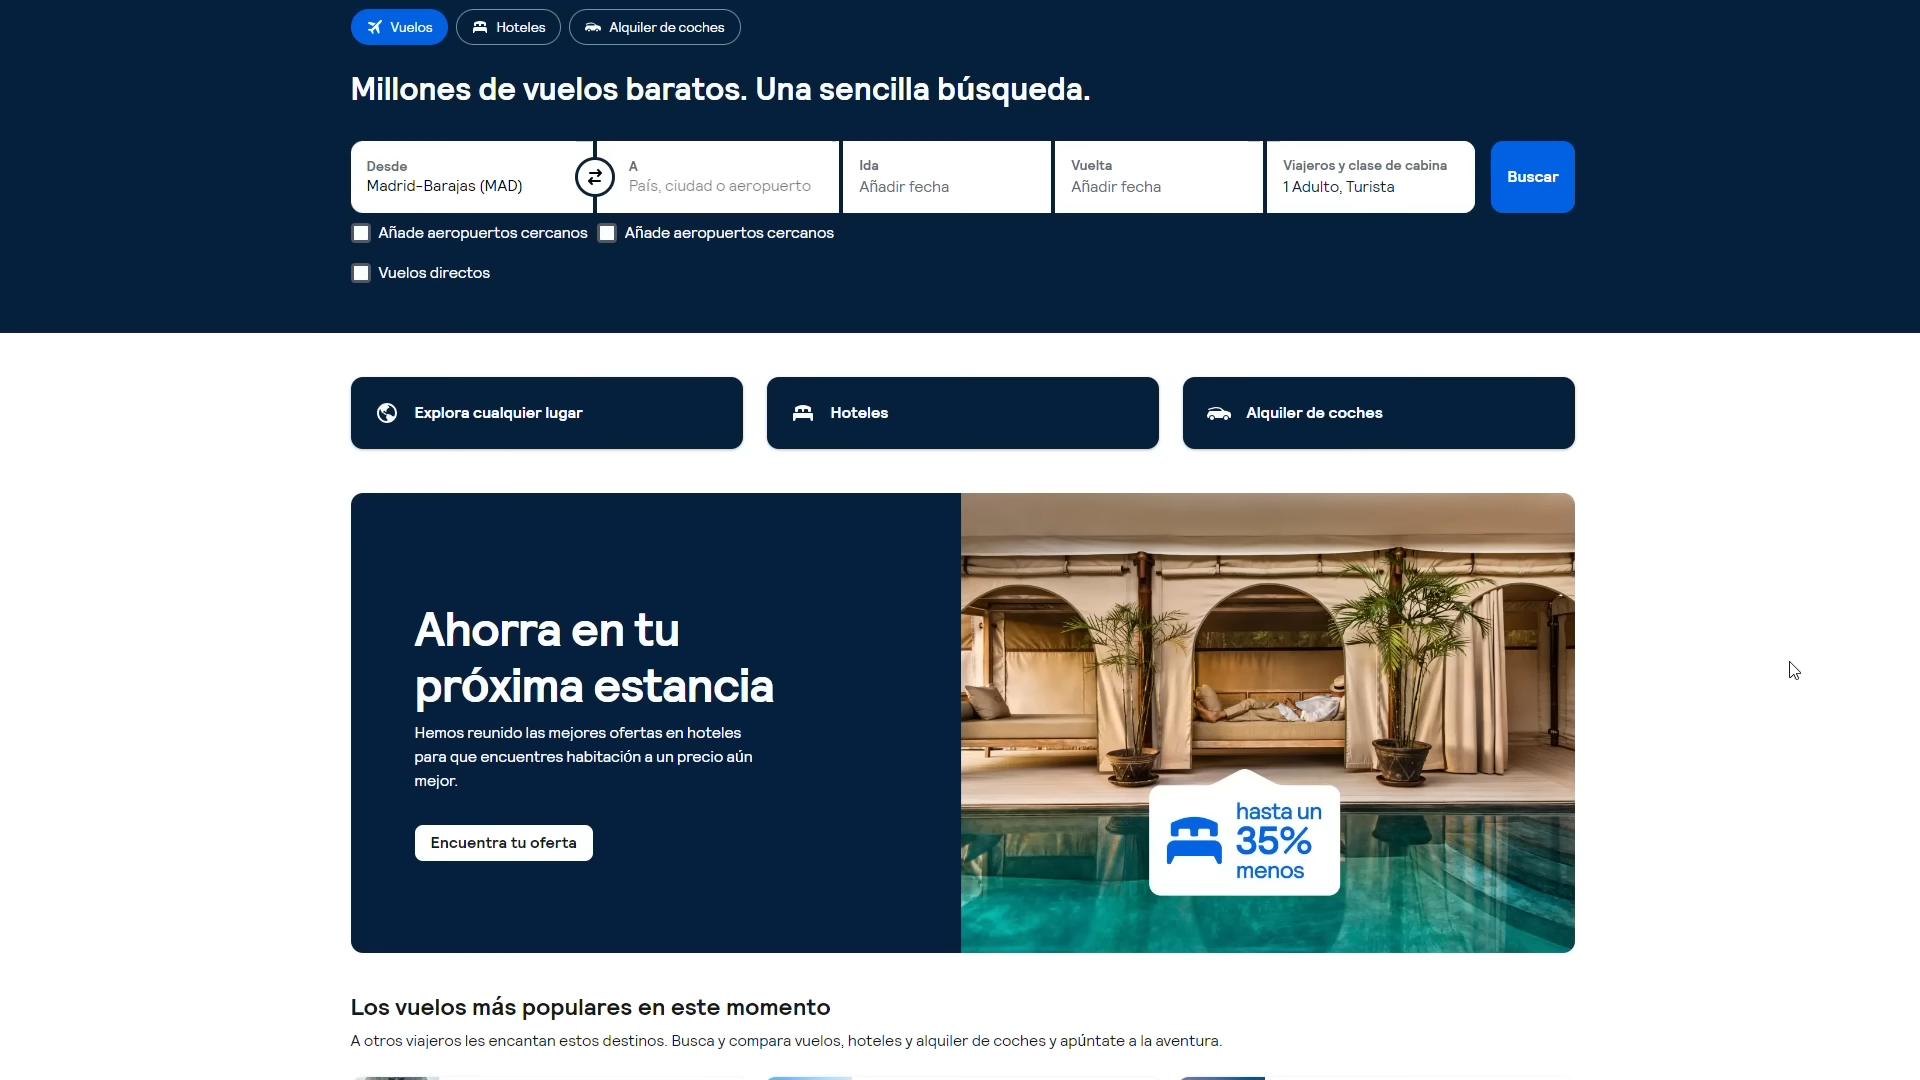 Vuelos
Hoteles
Alquiler de coches
Millones de vuelos baratos. Una sencilla búsqueda.
Desde
Madrid-Barajas (MAD)
A
País, ciudad o aeropuerto
Ida
Añadir fecha
Vuelta
Añadir fecha
Viajeros y clase de cabina
1 Adulto, Turista
Buscar
Añade aeropuertos cercanos
Añade aeropuertos cercanos
Vuelos directos
Explora cualquier lugar
Hoteles
Alquiler de coches
Ahorra en tu
próxima estancia
Hemos reunido las mejores ofertas en hoteles
para que encuentres habitación a un precio aún
mejor.
Encuentra tu oferta
hasta un
35%
menos
Los vuelos más populares en este momento
A otros viajeros les encantan estos destinos. Busca y compara vuelos, hoteles y alquiler de coches y apúntate a la aventura.